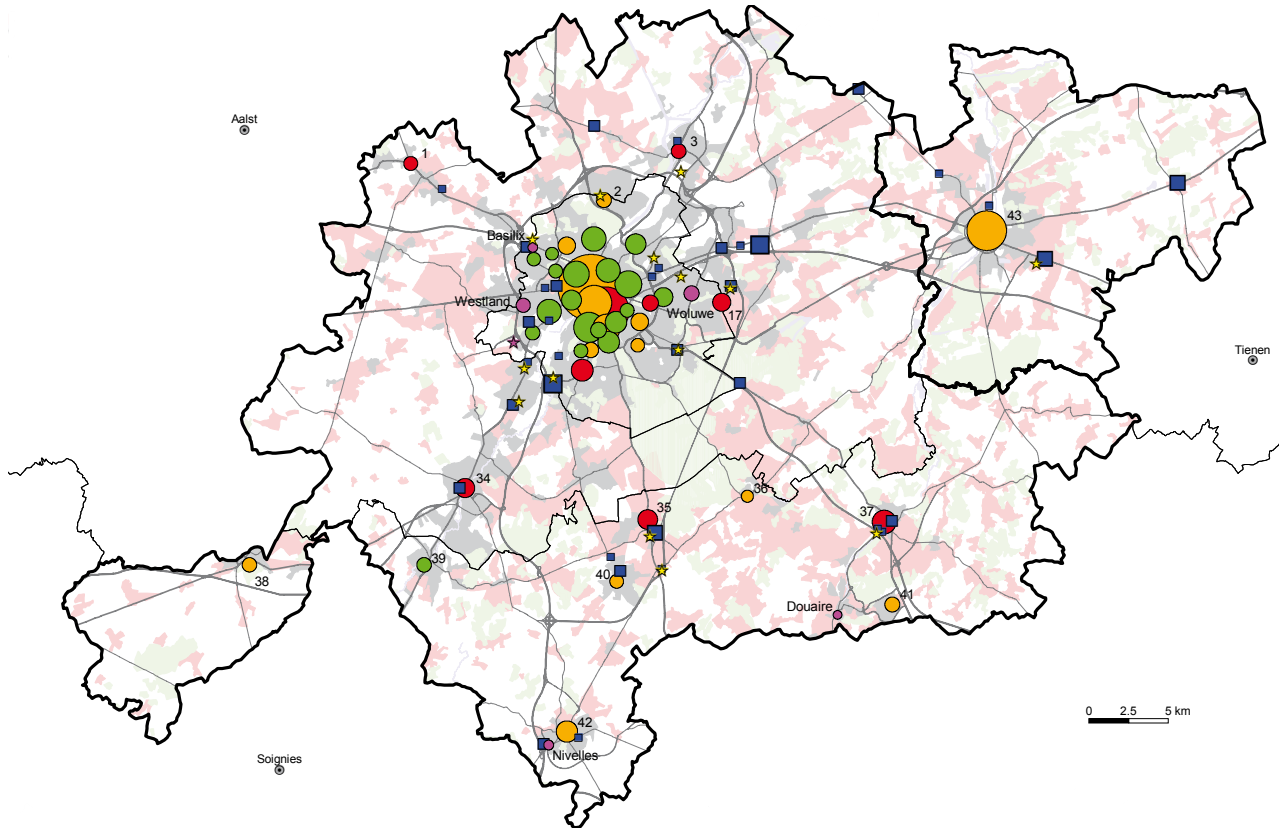 Aalst
1
3
2
43
Basilix
Westland
Woluwe
17
Tienen
34
36
35
37
39
38
40
41
Douaire
0 2.5 5 km
42
Nivelles
Soignies